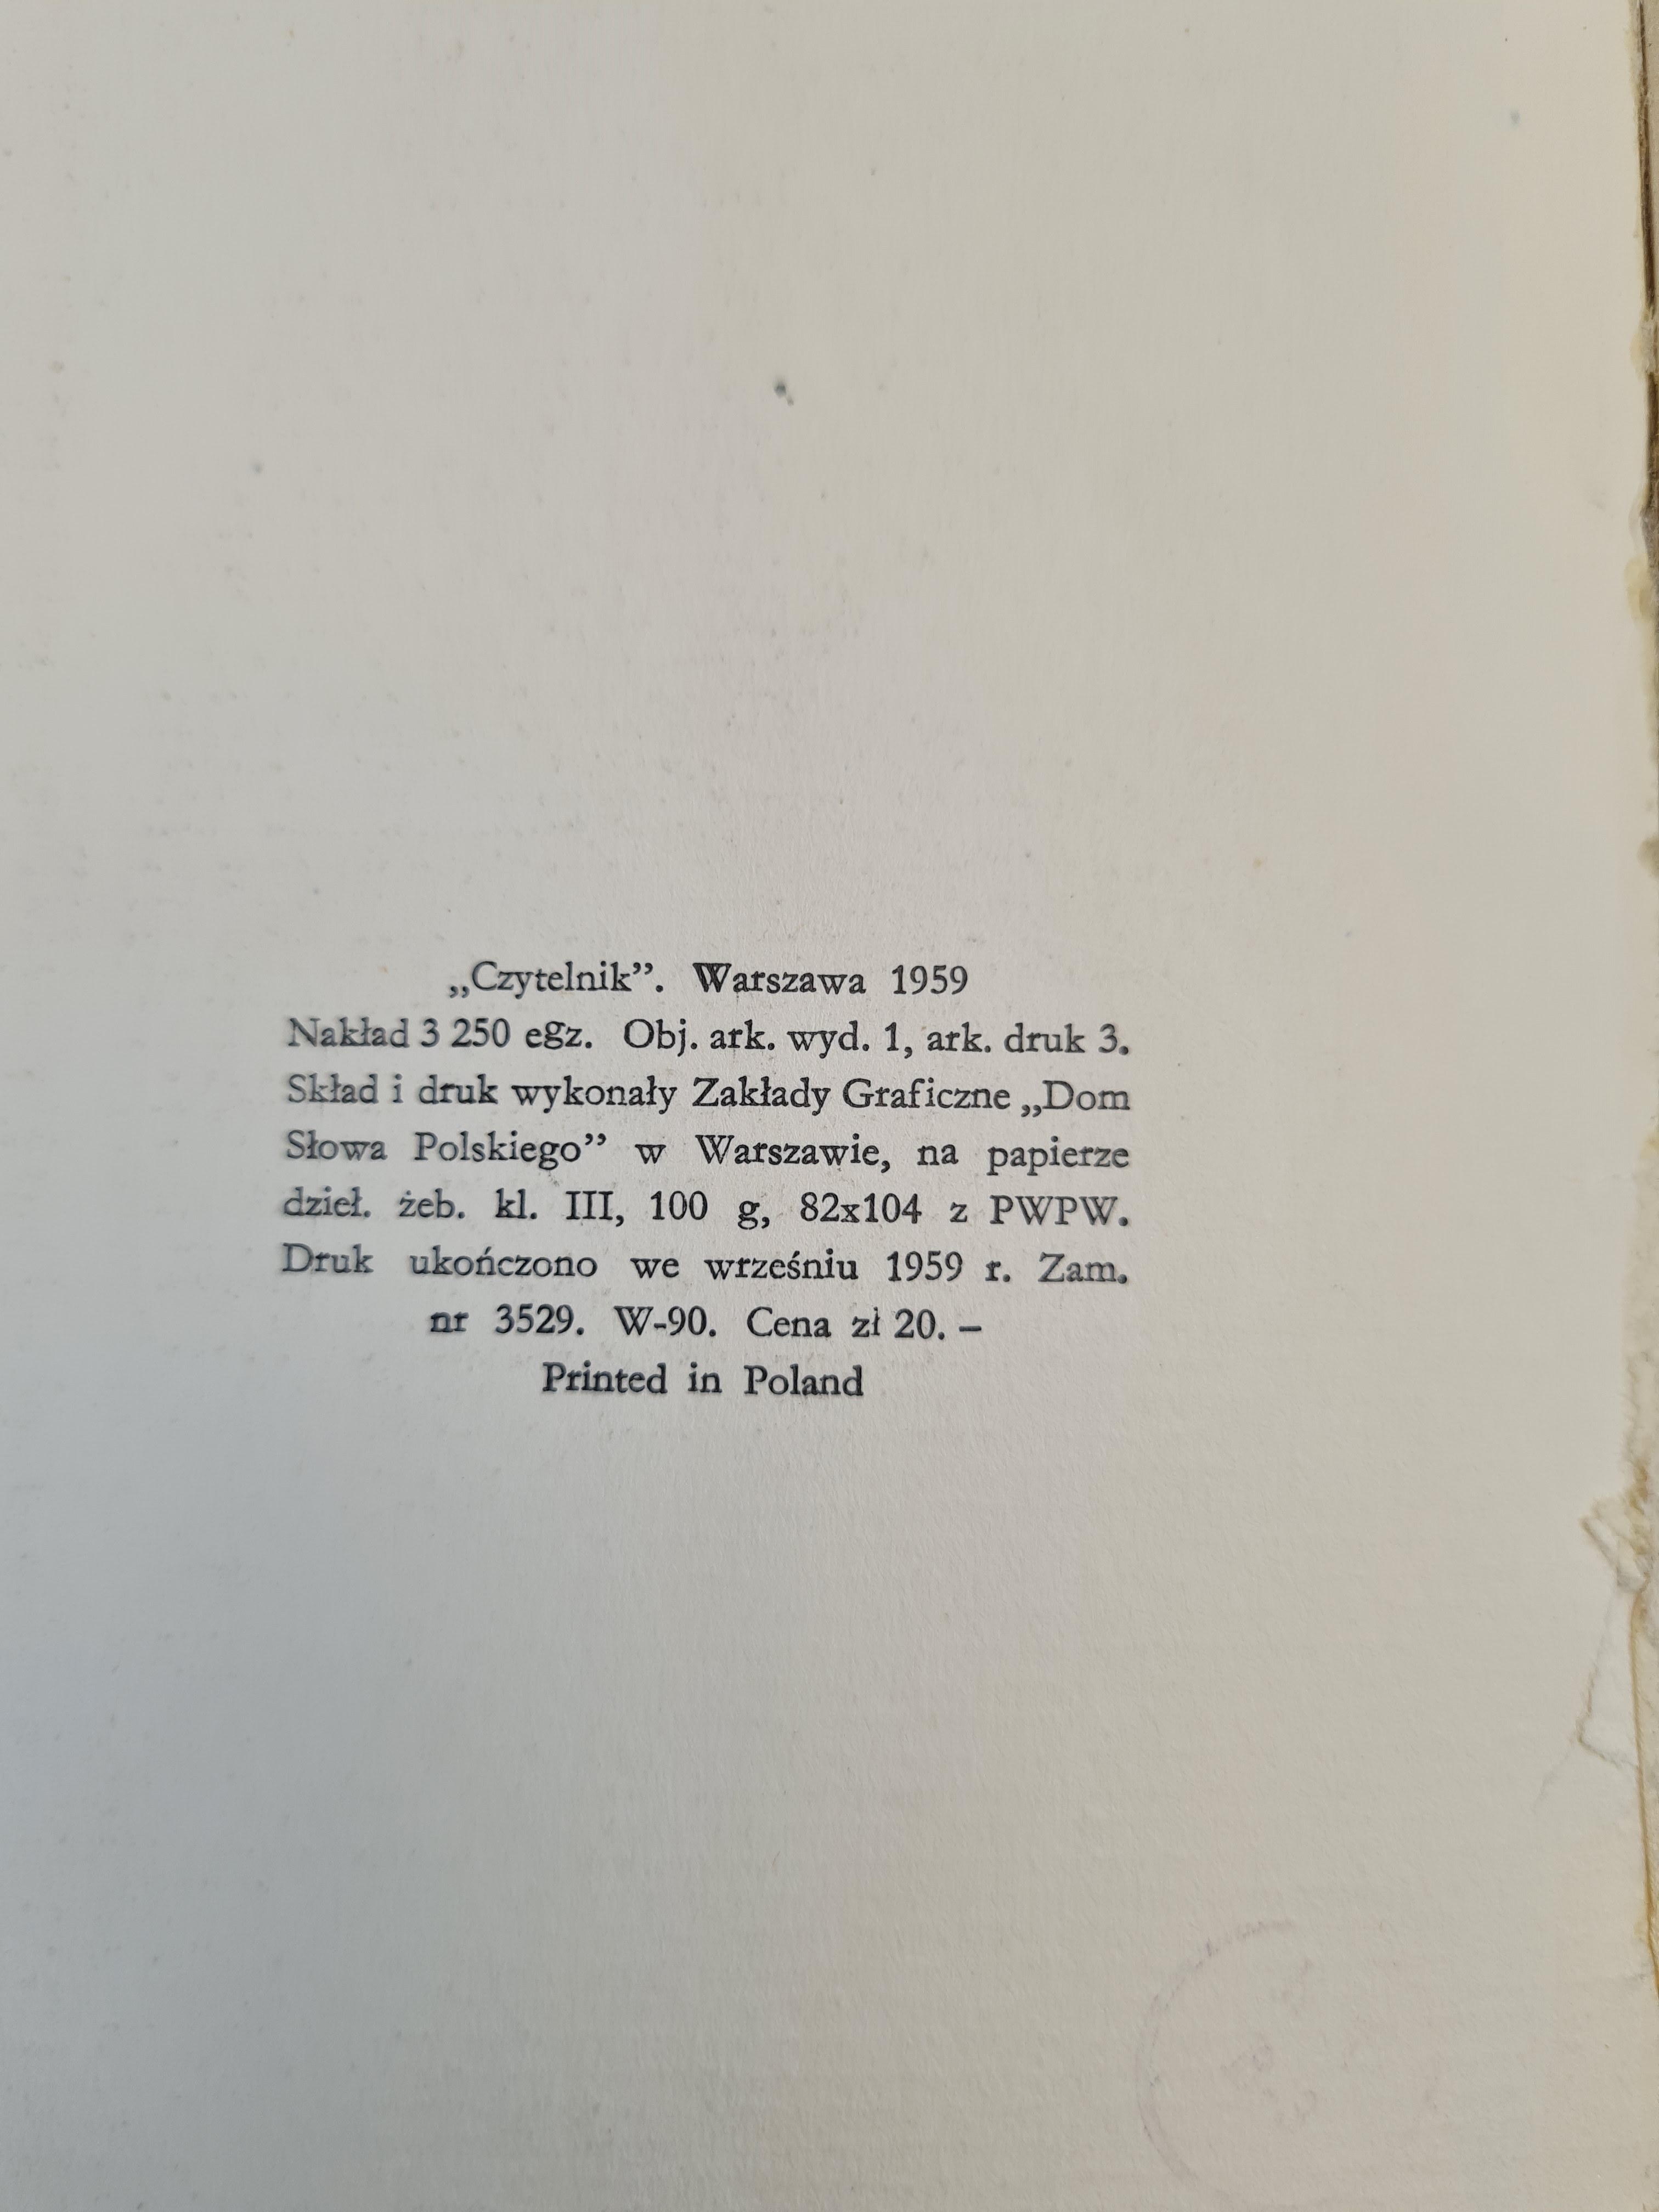 „Czytelnik”. Warszawa 1959
Nakład 3 250 egz. Obj. ark. wyd. 1, ark. druk 3.
Skład i druk wykonały Zakłady Graficzne „Dom
Słowa Polskiego” w Warszawie, na papierze
dzieł. żeb. kl. III, 100 g, 82x104 z PWPW.
Druk ukończono we wrześniu 1959 r. Zam.
nr 3529. W-90. Cena zł 20. –
Printed in Poland